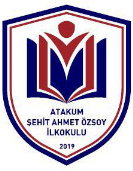 ATAKUM
ŞEHİT AHMET ÖZSOY
İLKOKULU
2019